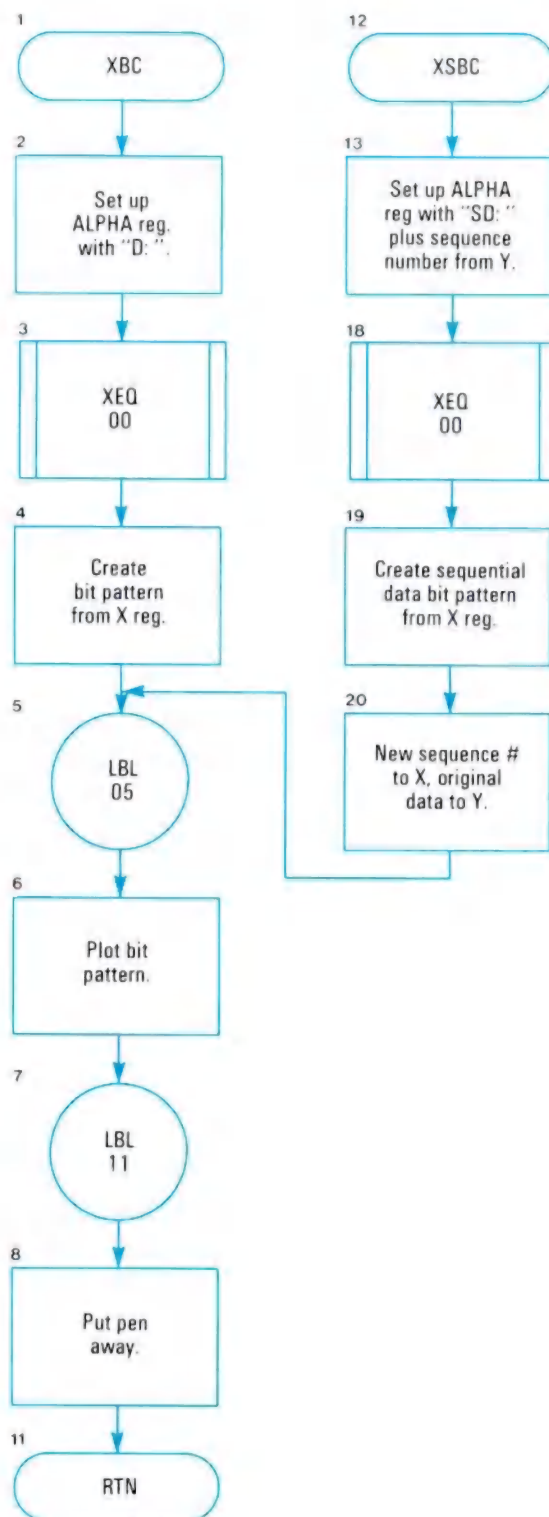 1
XBC
2
Set up
ALPHA reg.
with "D: ".
3
XEQ
00
4
Create
bit pattern
from X reg.
5
LBL
05
6
Plot bit
pattern.
7
LBL
11
8
Put pen
away.
11
RTN
12
XSBC
13
Set up ALPHA
reg with "SD: "
plus sequence
number from Y.
18
XEQ
00
19
Create sequential
data bit pattern
from X reg.
20
New sequence #
to X, original
data to Y.